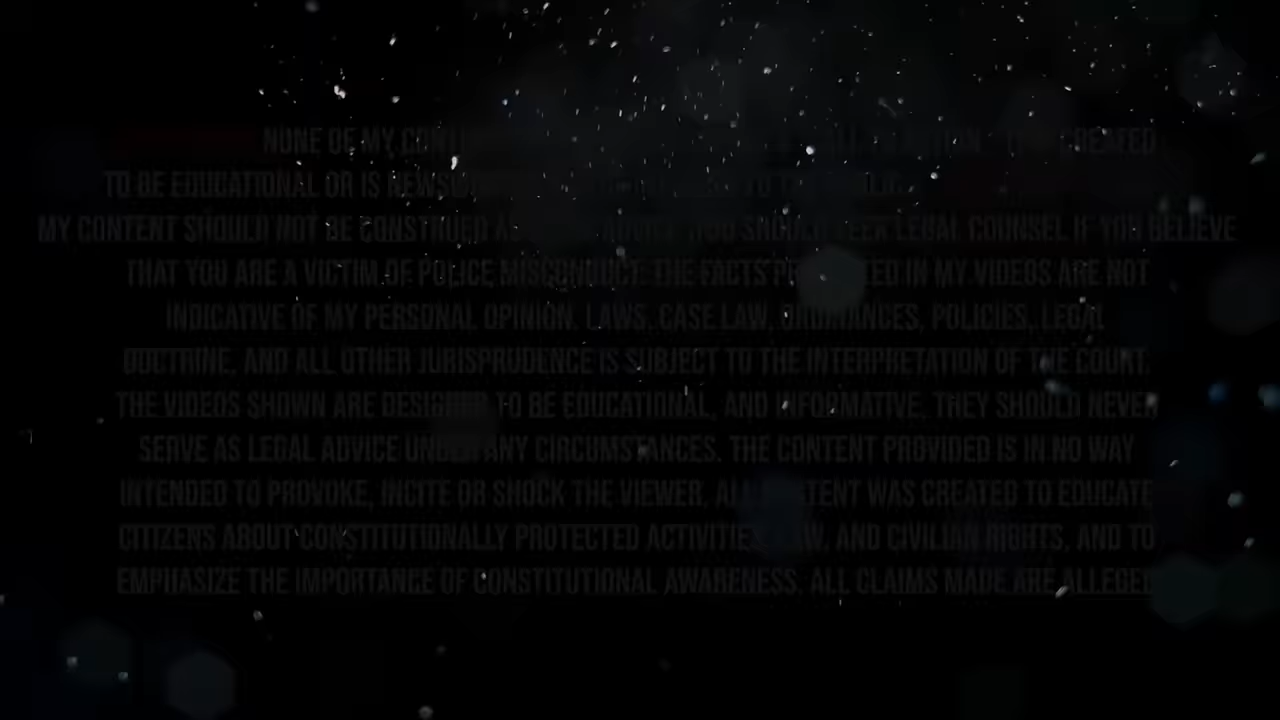 NONE OF MY CREATED
TO BE EDUCATIONAL OR IS
MY CONTENT SHOULD NOT BE CONSTRUED SHOULD SEEK LEGAL COUNSEL IF YOU BELIEVE
THAT YOU ARE A VICTIM OF POLICE MISCONDUCT. THE FACTS IN MY VIDEOS ARE NOT
INDICATIVE OF MY PERSONAL OPINION. LAWS, CASE LAW, ORDINANCES, POLICIES, LEGAL
DOCTRINE, AND ALL OTHER JURISPRUDENCE IS SUBJECT TO THE INTERPRETATION OF THE COURT.
THE VIDEOS SHOWN ARE DESIGNED TO BE EDUCATIONAL, AND INFORMATIVE, THEY SHOULD NEVER
SERVE AS LEGAL ADVICE UNDER ANY CIRCUMSTANCES. THE CONTENT PROVIDED IS IN NO WAY
INTENDED TO PROVOKE, INCITE OR SHOCK THE VIEWER. ALL CONTENT WAS CREATED TO EDUCATE
CITIZENS ABOUT CONSTITUTIONALLY PROTECTED ACTIVITIES, LAW, AND CIVILIAN RIGHTS, AND TO
EMPHASIZE THE IMPORTANCE OF CONSTITUTIONAL AWARENESS. ALL CLAIMS MADE ARE ALLEGED